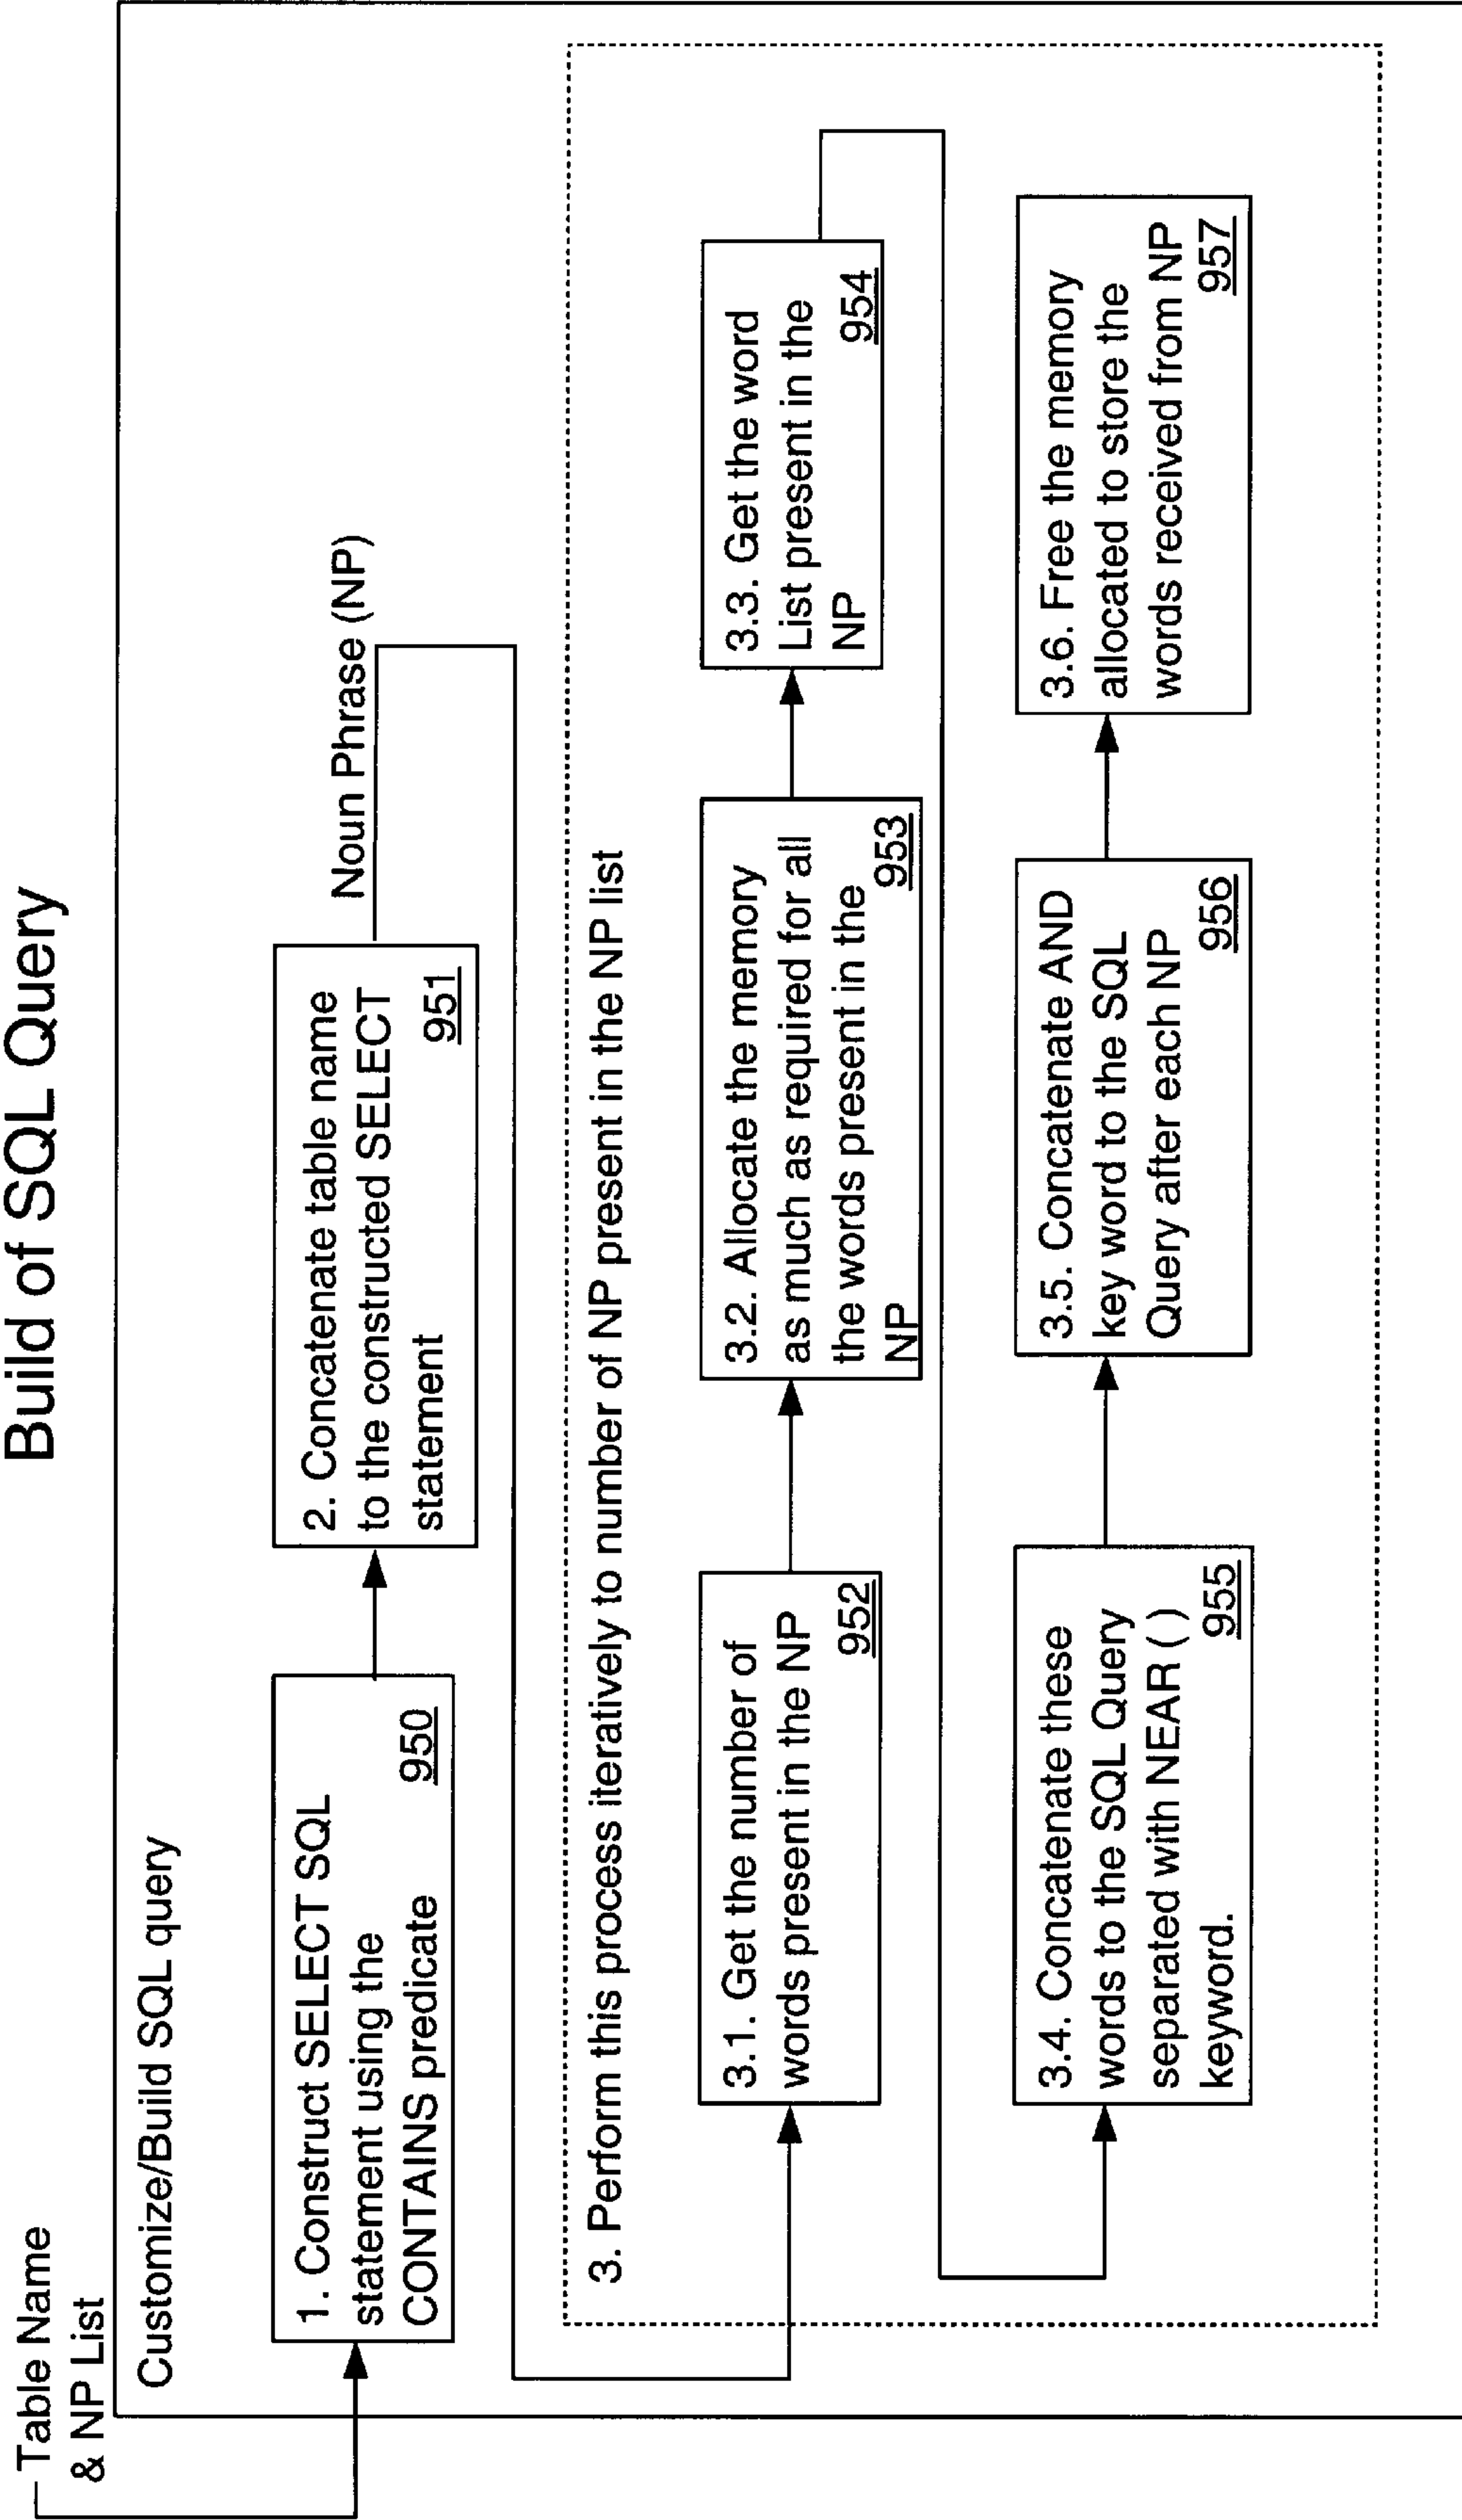 Build of SQL Query
Table Name
& NP List
Customize/Build SQL query
1. Construct SELECT SQL
statement using the
CONTAINS predicate
950
2. Concatenate table name
to the constructed SELECT
statement
951
Noun Phrase (NP)
3. Perform this process iteratively to number of NP present in the NP list
3.1. Get the number of
words present in the NP
952
3.2. Allocate the memory
as much as required for all
the words present in the
NP
953
3.3. Get the word
List present in the
NP
954
3.4. Concatenate these
words to the SQL Query
separated with NEAR ( )
keyword.
955
3.5. Concatenate AND
key word to the SQL
Query after each NP
956
3.6. Free the memory
allocated to store the
words received from NP
957